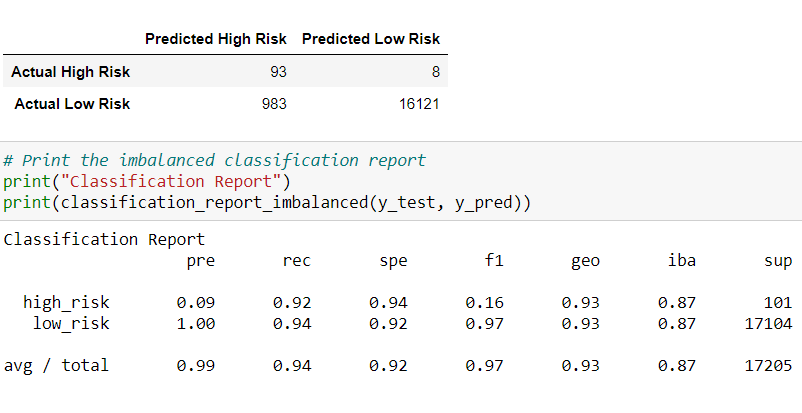 Predicted High Risk Predicted Low Risk
Actual High Risk 93 8
Actual Low Risk 983 16121
# Print the imbalanced classification report
print("Classification Report")
print(classification_report_imbalanced(y_test, y_pred))
Classification Report
pre rec spe f1 geo iba sup
high_risk 0.09 0.92 0.94 0.16 0.93 0.87 101
low_risk 1.00 0.94 0.92 0.97 0.93 0.87 17104
avg / total 0.99 0.94 0.92 0.97 0.93 0.87 17205